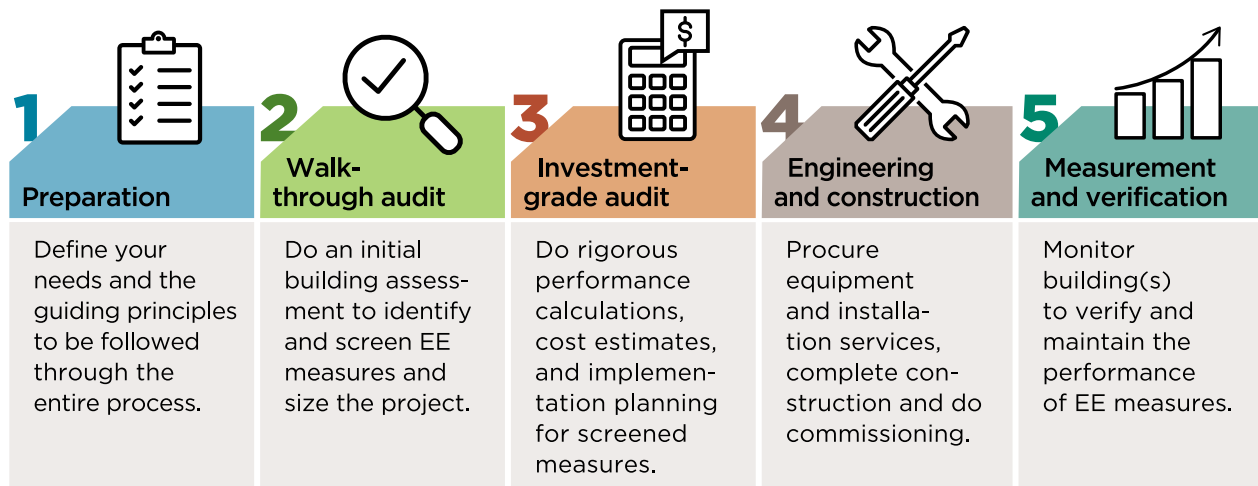 1
Preparation
Define your
needs and the
guiding principles
to be followed
through the
entire process.
2
Walk-
through audit
Do an initial
building assess-
ment to identify
and screen EE
measures and
size the project.
$
3
Investment-
grade audit
Do rigorous
performance
calculations,
cost estimates,
and implemen-
tation planning
for screened
measures.
4
Engineering
and construction
Procure
equipment
and installa-
tion services,
complete con-
struction and do
commissioning.
5
Measurement
and verification
Monitor
building(s)
to verify and
maintain the
performance
of EE measures.